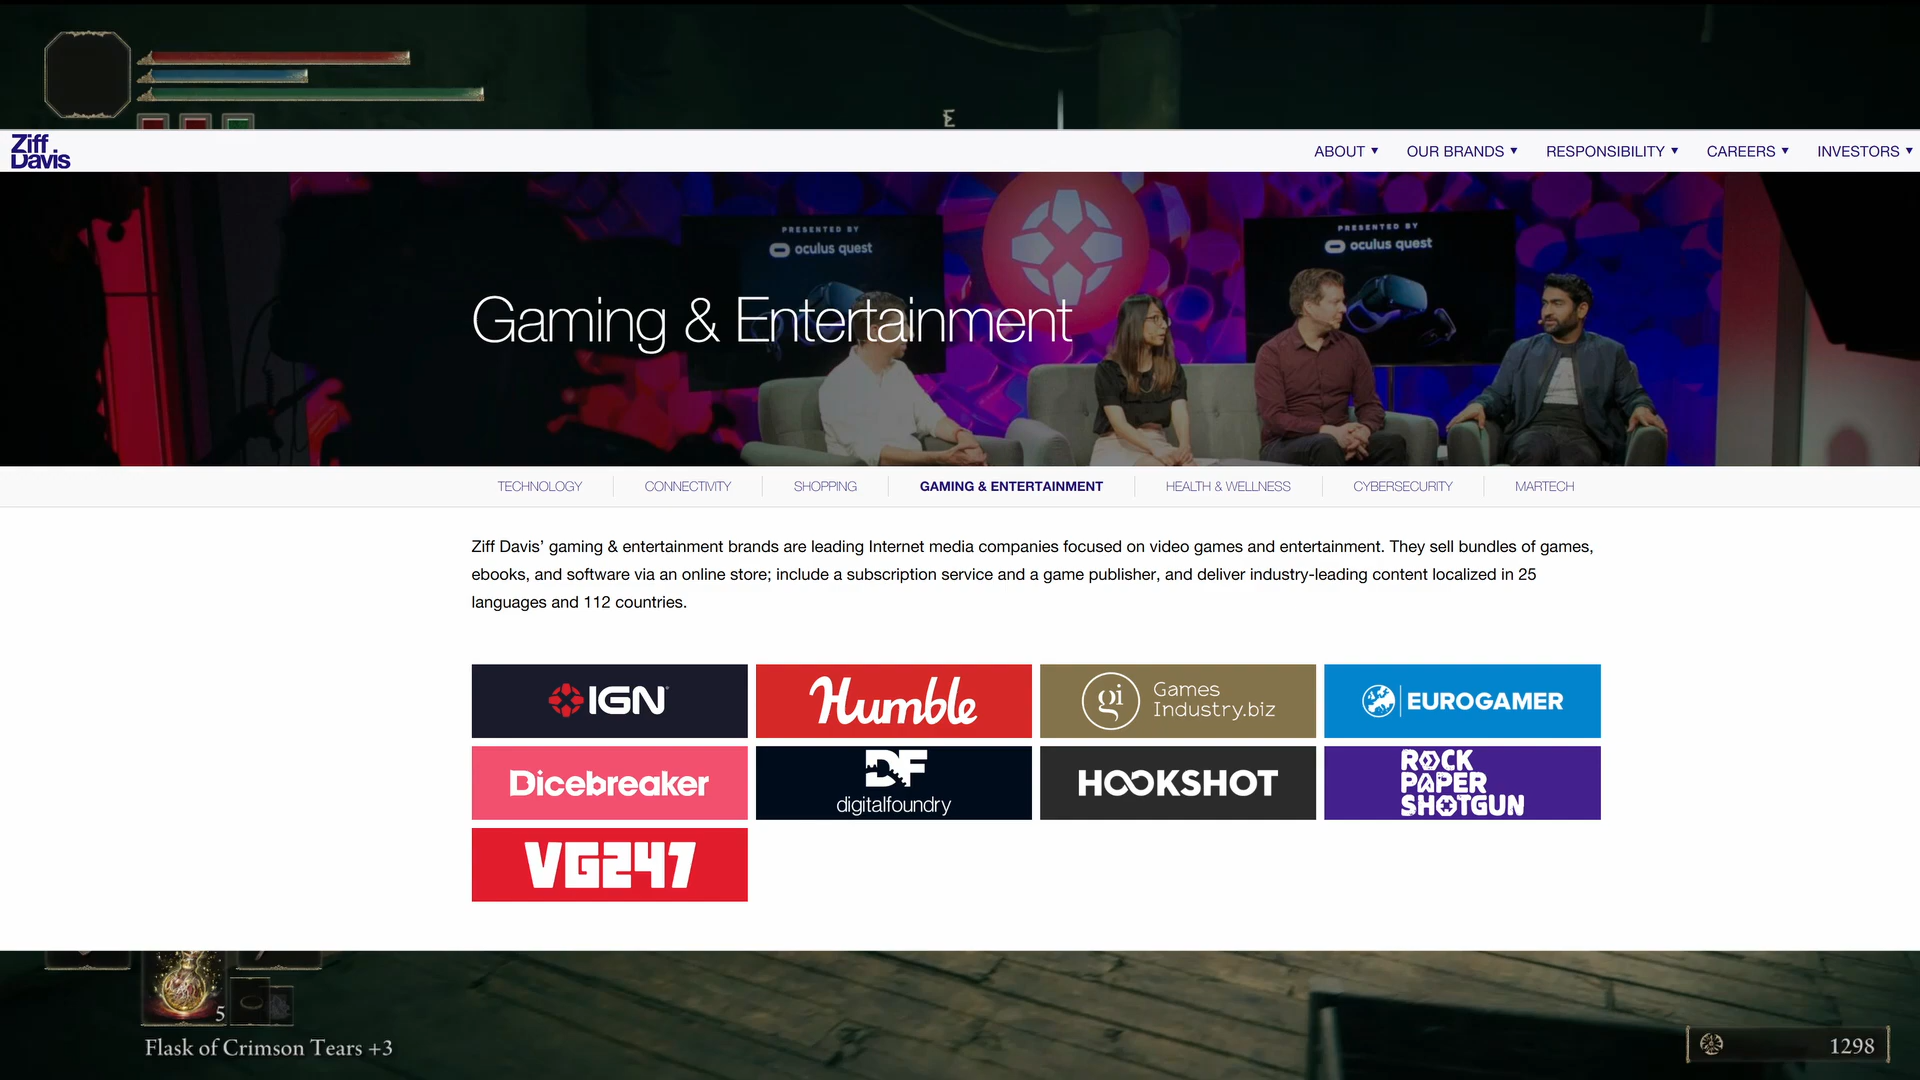 E
Ziff Davis
ABOUT OUR BRANDS RESPONSIBILITY CAREERS INVESTORS
PRESENTED BY
oculus quest
PRESENTED BY
oculus quest
Gaming & Entertainment
TECHNOLOGY CONNECTIVITY SHOPPING GAMING & ENTERTAINMENT HEALTH & WELLNESS CYBERSECURITY MARTECH
Ziff Davis’ gaming & entertainment brands are leading Internet media companies focused on video games and entertainment. They sell bundles of games,
ebooks, and software via an online store; include a subscription service and a game publisher, and deliver industry-leading content localized in 25
languages and 112 countries.
IGN
Humble
gi Games
Industry.biz
EUROGAMER
Dicebreaker
DF
digitalfoundry
HOOKSHOT
ROCK
PAPER
SHOTGUN
VG247
5
Flask of Crimson Tears +3
1298